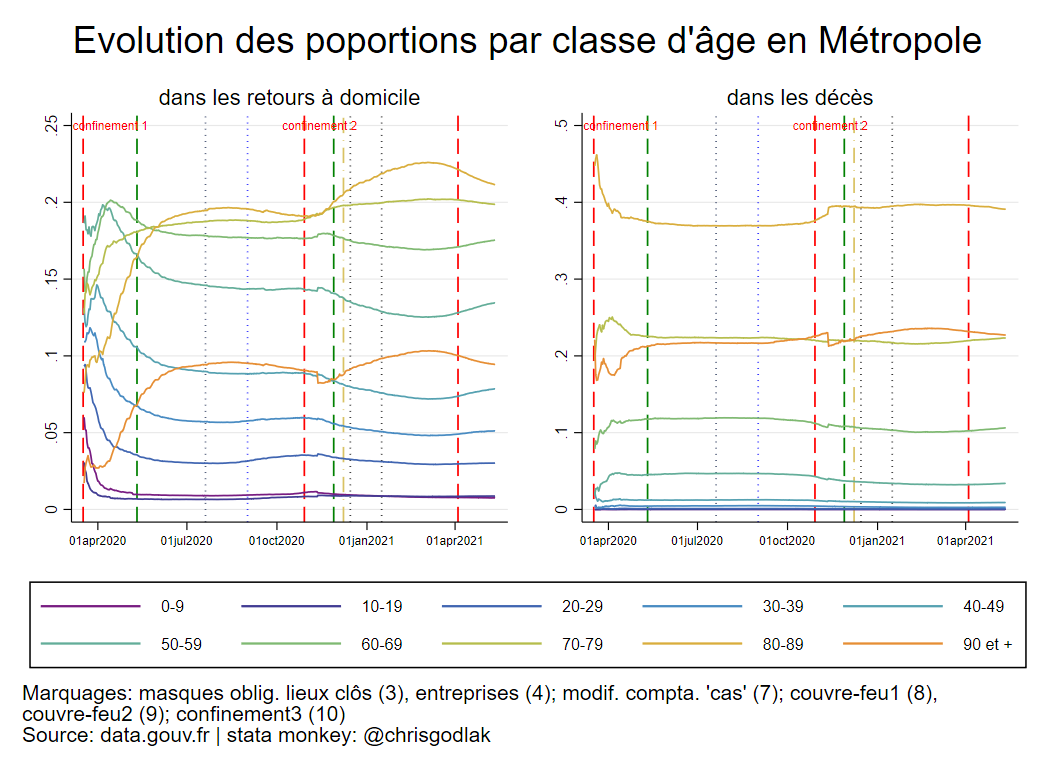 Evolution des poportions par classe d'âge en Métropole
dans les retours à domicile
confinement 1
confinement 2
.25
.2
.15
.1
.05
0
01apr2020 01jul2020 01oct2020 01jan2021 01apr2021
dans les décès
confinement 1
confinement 2
.5
.4
.3
.2
.1
0
01apr2020 01jul2020 01oct2020 01jan2021 01apr2021
0-9 10-19 20-29 30-39 40-49
50-59 60-69 70-79 80-89 90 et +
Marquages: masques oblig. lieux clôs (3), entreprises (4); modif. compta. 'cas' (7); couvre-feu1 (8),
couvre-feu2 (9); confinement3 (10)
Source: data.gouv.fr | stata monkey: @chrisgodlak